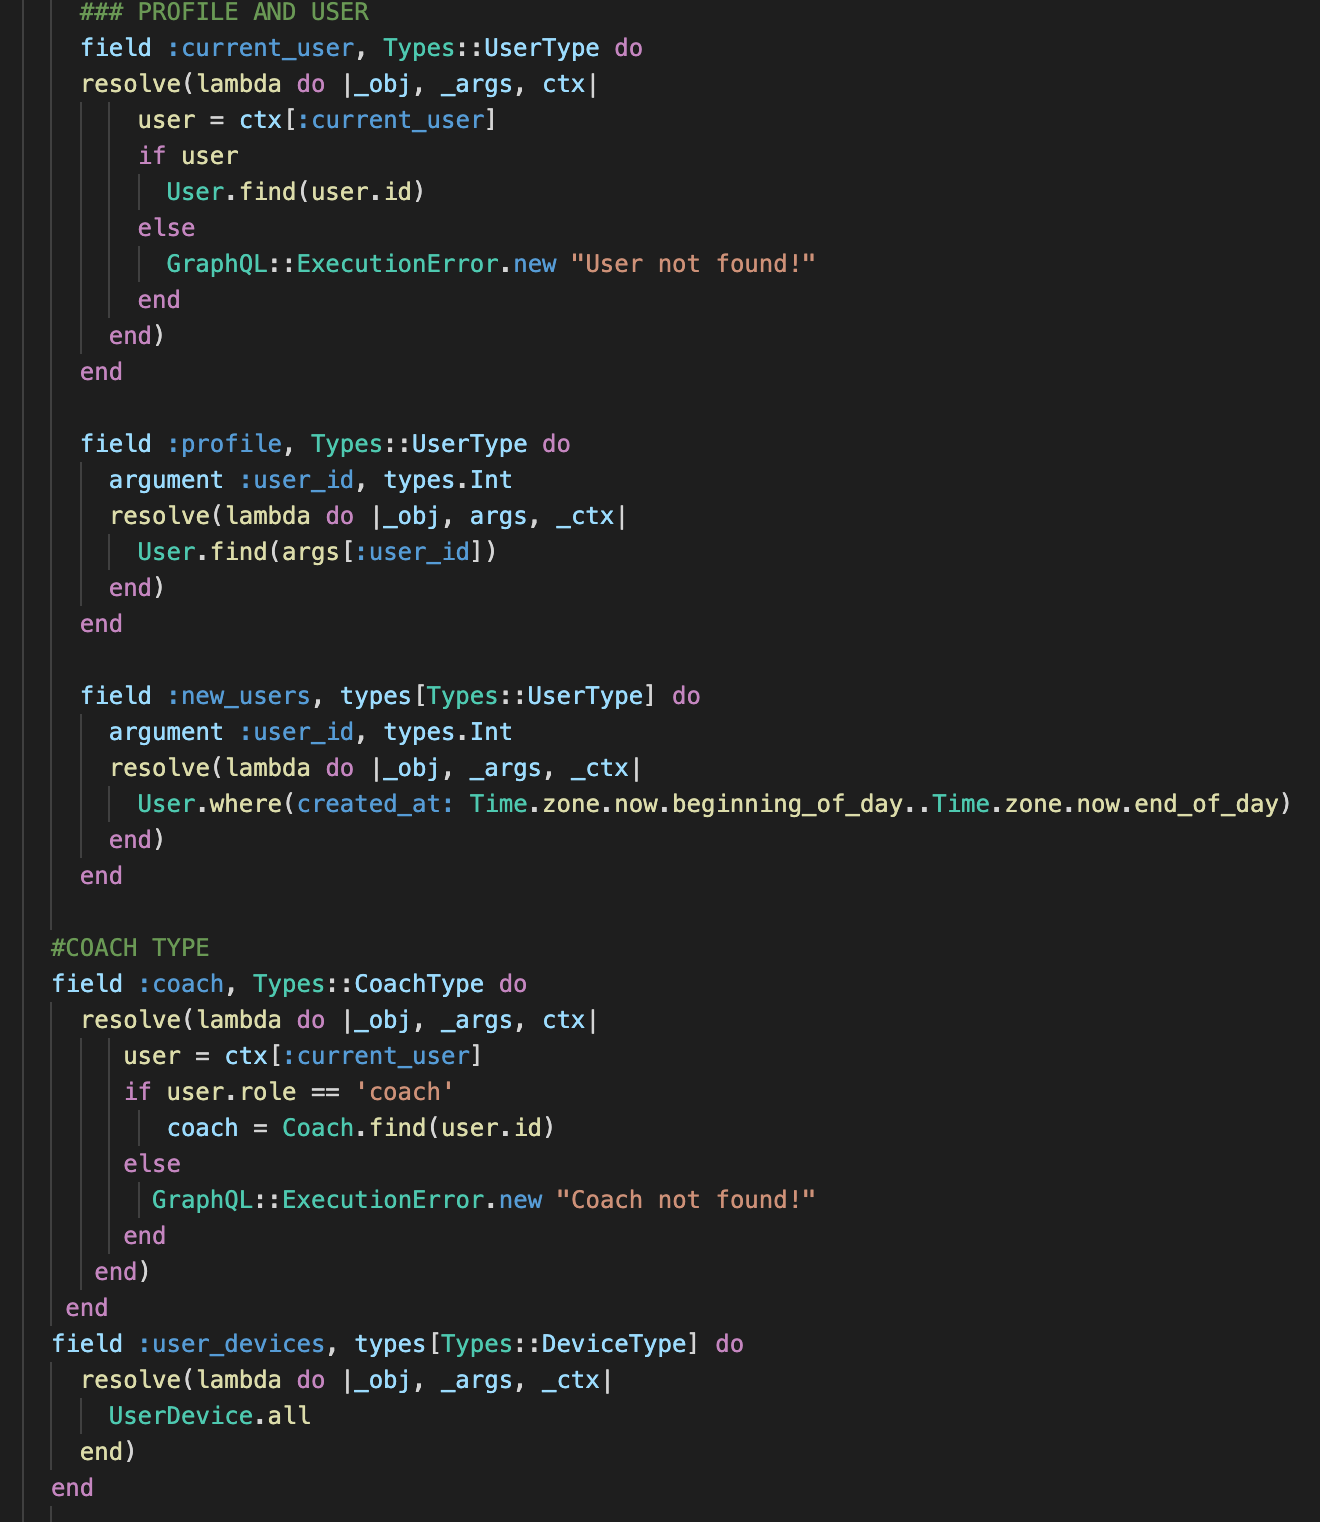 ### PROFILE AND USER
field :current_user, Types::UserType do
resolve(lambda do |_obj, _args, ctx|
user = ctx[:current_user]
if user
User.find(user.id)
else
GraphQL::ExecutionError.new "User not found!"
end
end)
end
field :profile, Types::UserType do
argument :user_id, types.Int
resolve(lambda do |_obj, args, _ctx|
User.find(args[:user_id])
end)
end
field :new_users, types[Types::UserType] do
argument :user_id, types.Int
resolve(lambda do |_obj, _args, _ctx|
User.where(created_at: Time.zone.now.beginning_of_day..Time.zone.now.end_of_day)
end)
end
#COACH TYPE
field :coach, Types::CoachType do
resolve(lambda do |_obj, _args, ctx|
user = ctx[:current_user]
if user.role == 'coach'
coach = Coach.find(user.id)
else
GraphQL::ExecutionError.new "Coach not found!"
end
end)
end
field :user_devices, types[Types::DeviceType] do
resolve(lambda do |_obj, _args, _ctx|
UserDevice.all
end)
end